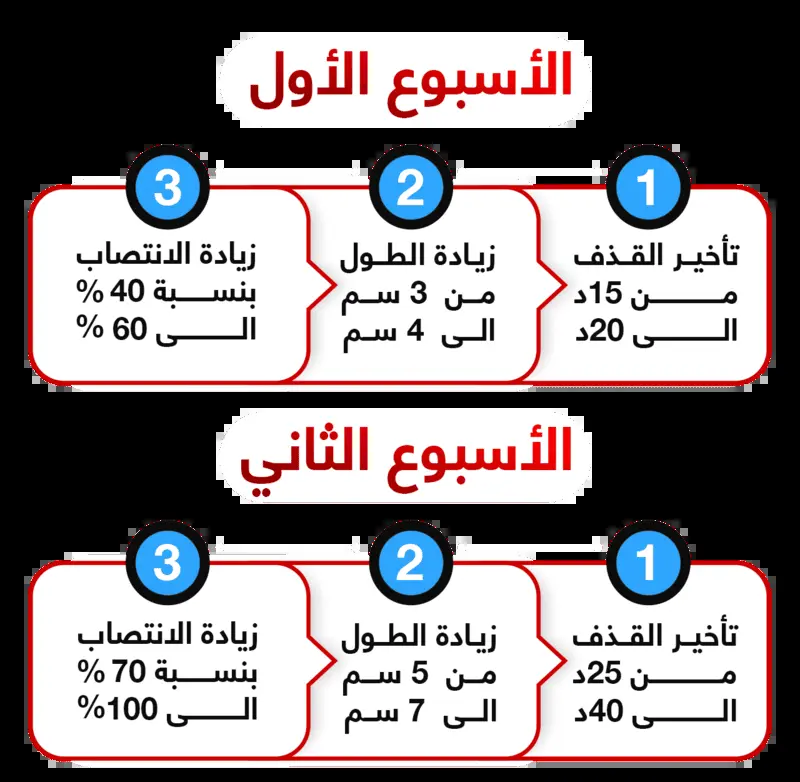 الأسبوع الأول
1
تأخير القذف
من 15د
الى 20د
2
زيادة الطول
من 3 سم
الى 4 سم
3
زيادة الانتصاب
بنسبة 40 %
الى 60 %
الأسبوع الثاني
1
تأخير القذف
من 25د
الى 40د
2
زيادة الطول
من 5 سم
الى 7 سم
3
زيادة الانتصاب
بنسبة 70 %
الى 100%